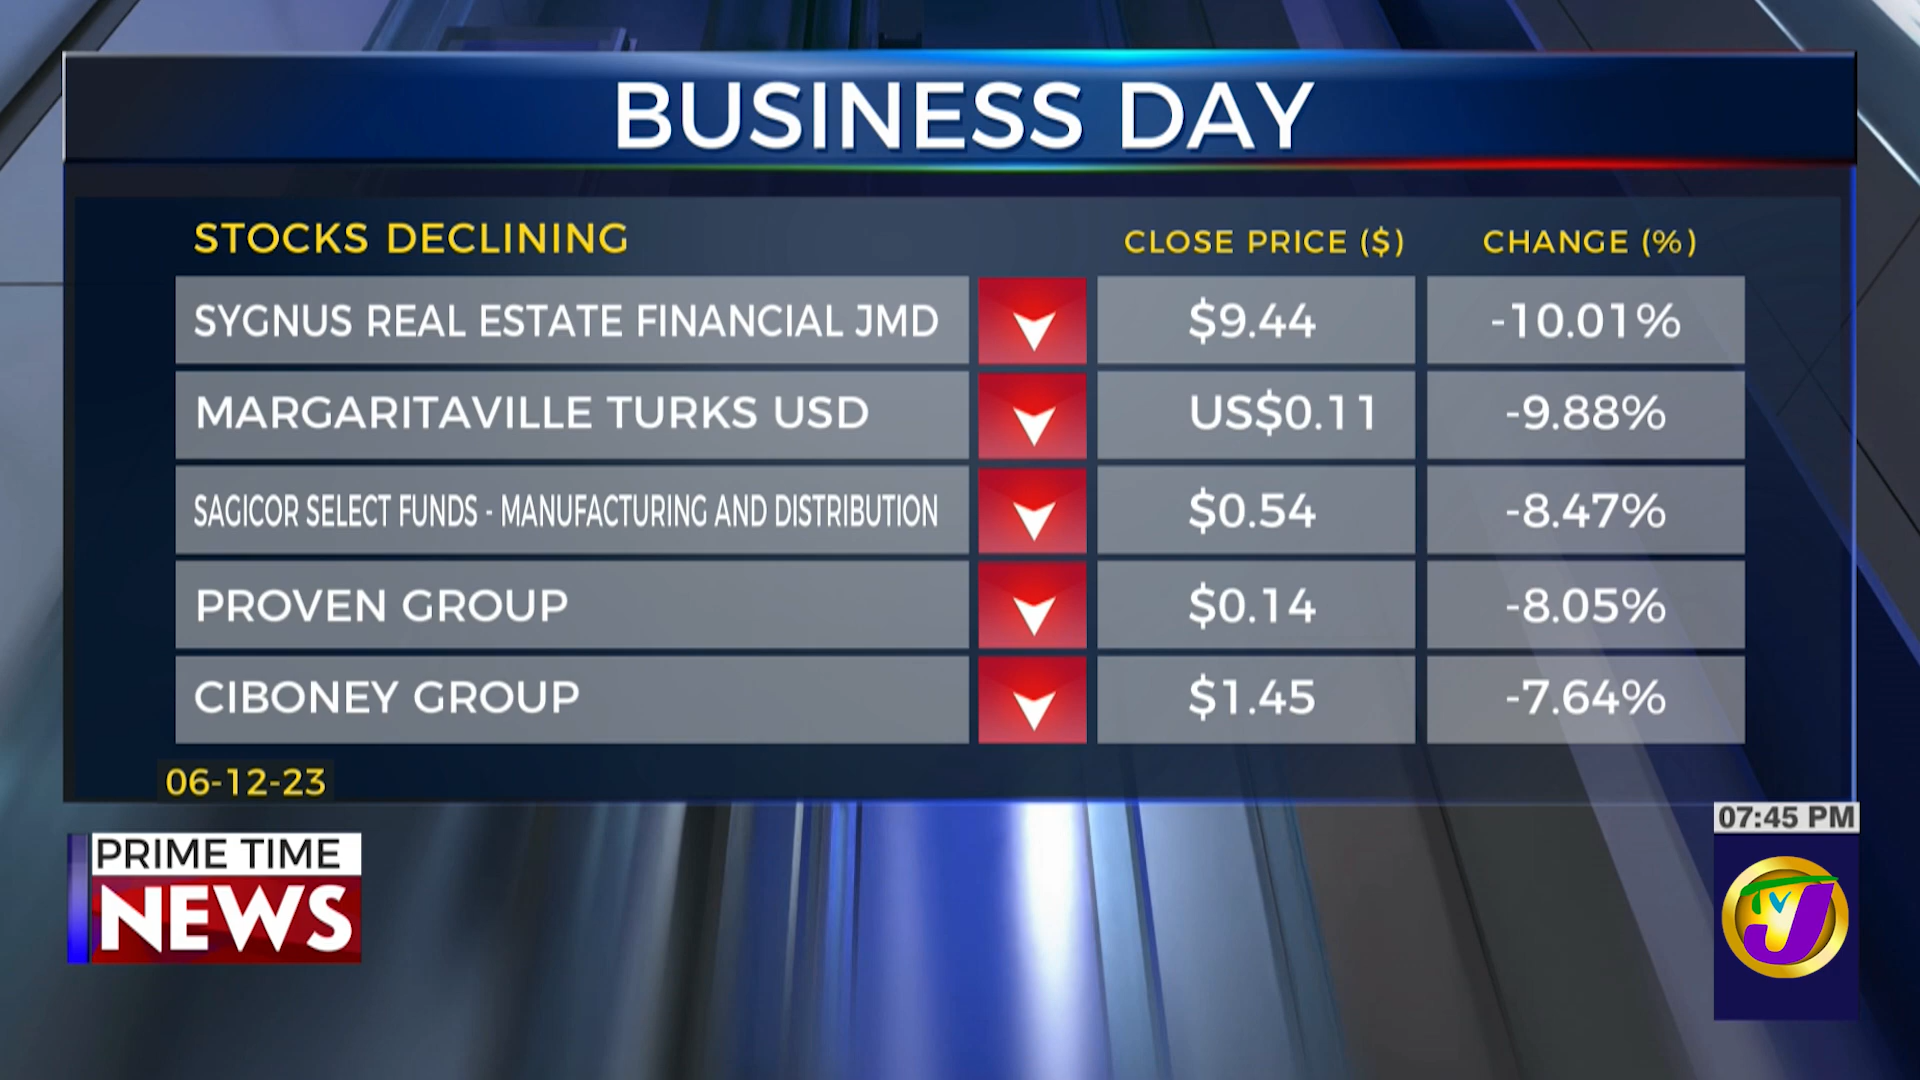 BUSINESS DAY
STOCKS DECLINING CLOSE PRICE ($) CHANGE (%)
SYGNUS REAL ESTATE FINANCIAL JMD $9.44 -10.01%
MARGARITAVILLE TURKS USD US$0.11 -9.88%
SAGICOR SELECT FUNDS - MANUFACTURING AND DISTRIBUTION $0.54 -8.47%
PROVEN GROUP $0.14 -8.05%
CIBONEY GROUP $1.45 -7.64%
06-12-23
07:45 PM
PRIME TIME
NEWS
TVJ